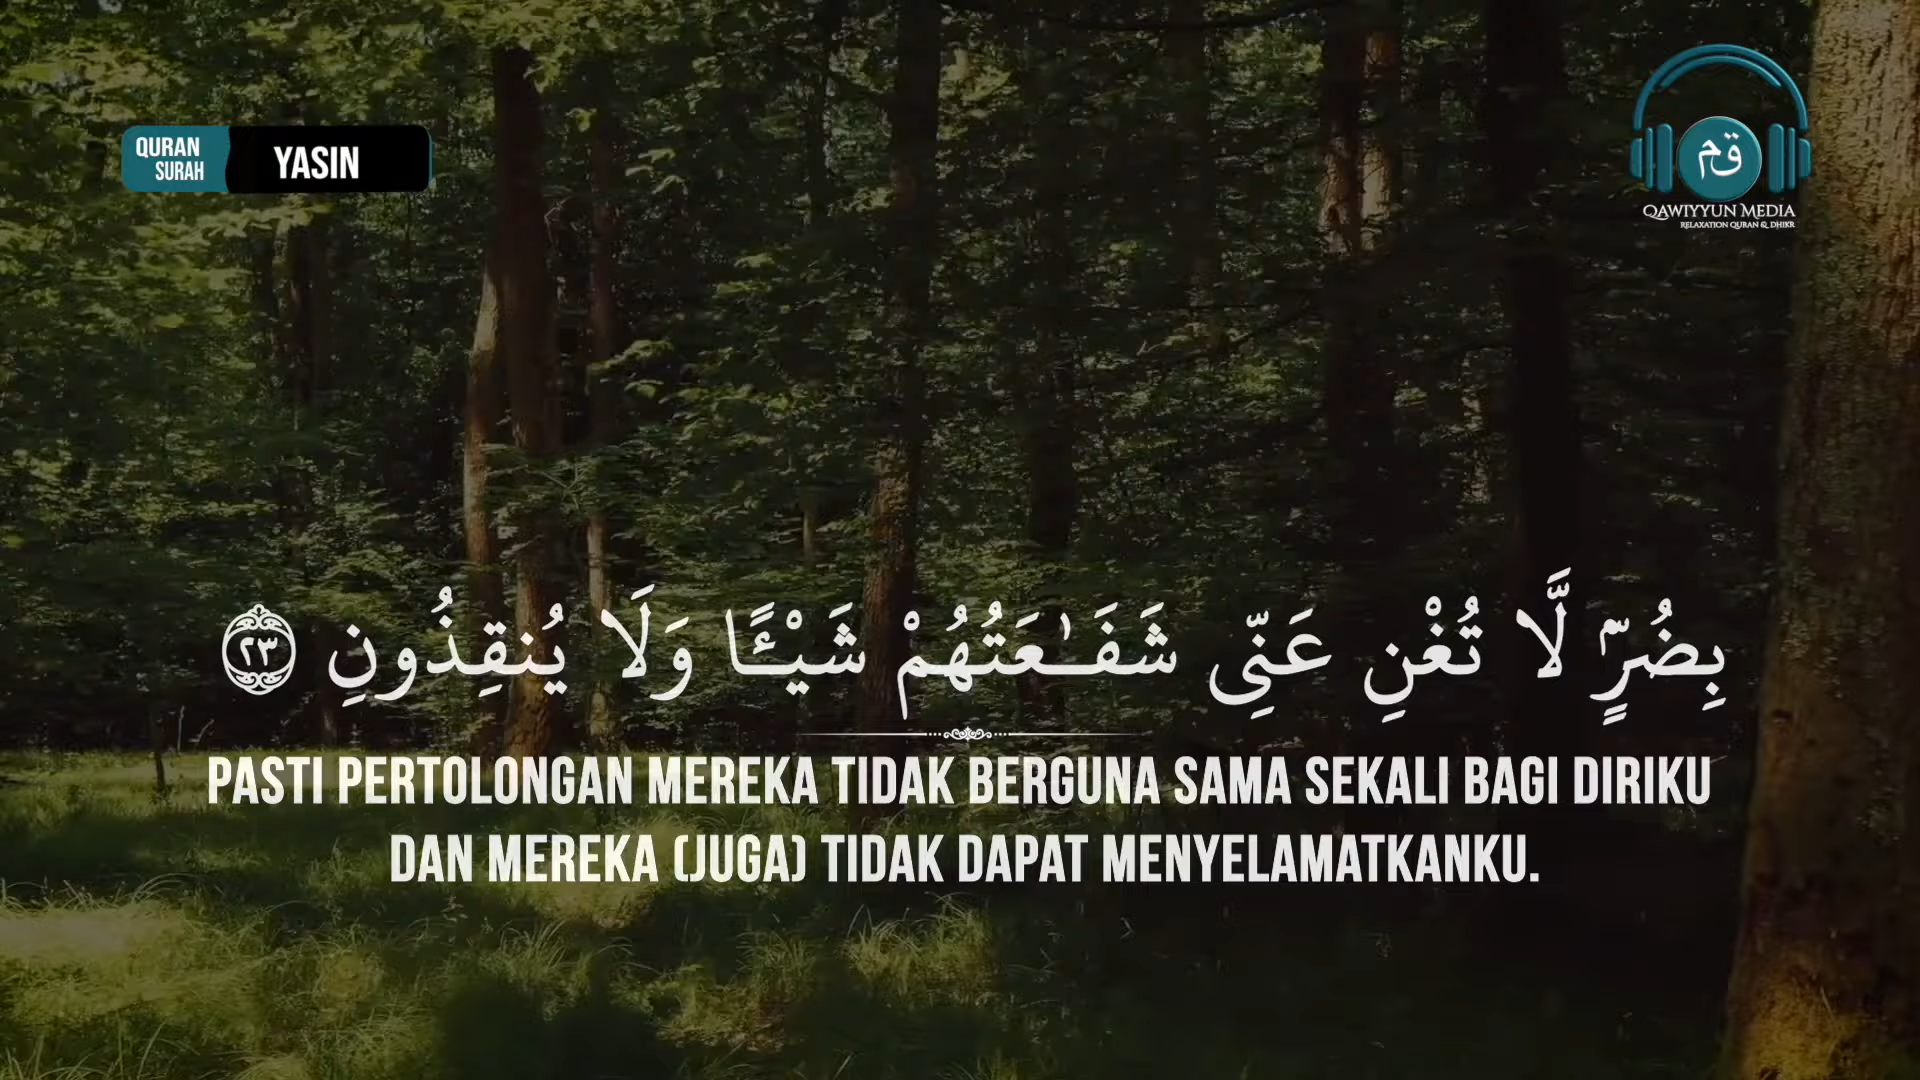 QURAN
SURAH
YASIN
قم
QAWIYYUN MEDIA
RELAXATION QURAN & DHIKR
بِضُرٍّۢ لَّا تُغْنِ عَنِّى شَفَـٰعَتُهُمْ شَيْـًٔا وَلَا يُنقِذُونِ ٢٣
PASTI PERTOLONGAN MEREKA TIDAK BERGUNA SAMA SEKALI BAGI DIRIKU
DAN MEREKA (JUGA) TIDAK DAPAT MENYELAMATKANKU.